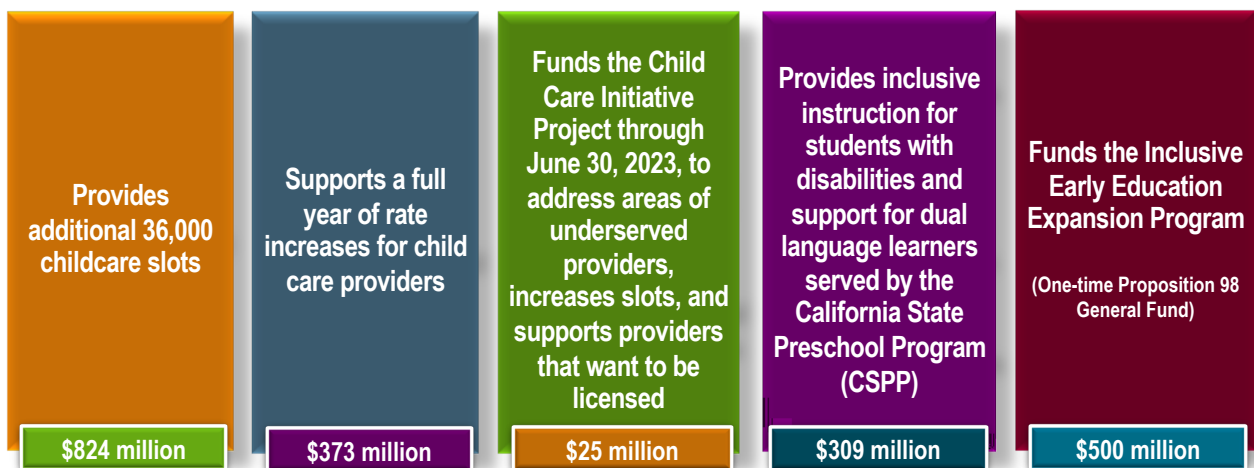 Provides
additional 36,000
childcare slots
$824 million
Supports a full
year of rate
increases for child
care providers
$373 million
Funds the Child
Care Initiative
Project through
June 30, 2023, to
address areas of
underserved
providers,
increases slots, and
supports providers
that want to be
licensed
$25 million
Provides inclusive
instruction for
students with
disabilities and
support for dual
language learners
served by the
California State
Preschool Program
(CSPP)
$309 million
Funds the Inclusive
Early Education
Expansion Program
(One-time Proposition 98
General Fund)
$500 million